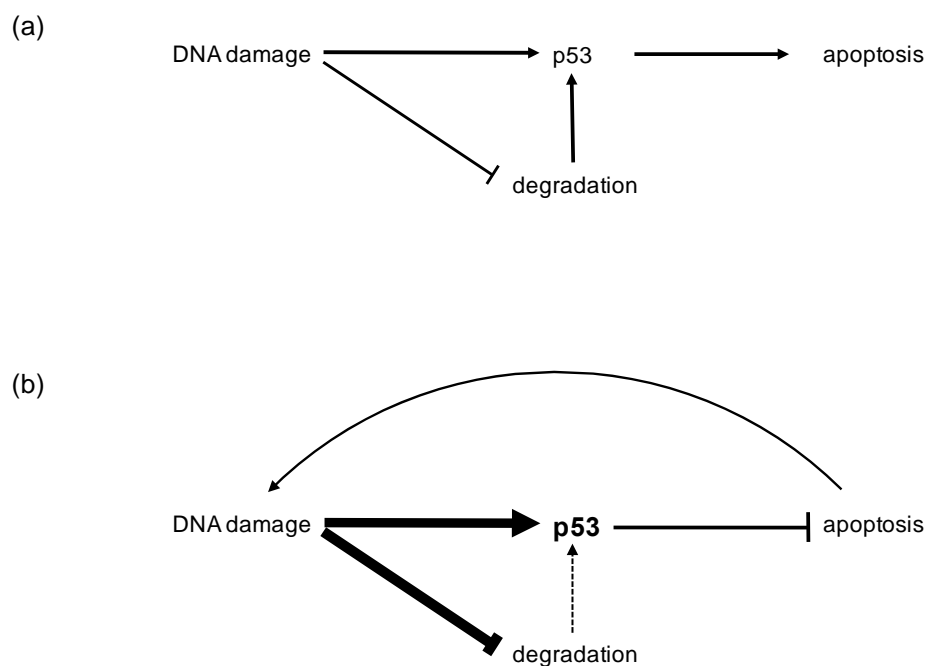 (a)
DNA damage p53 apoptosis
degradation
(b)
DNA damage p53 apoptosis
degradation